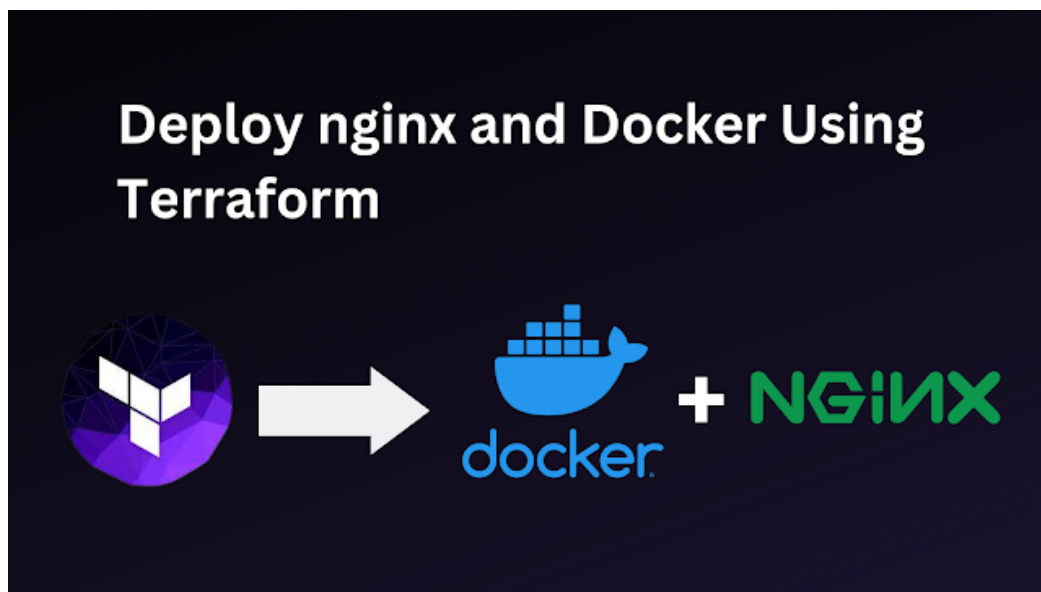 Deploy nginx and Docker Using
Terraform
docker
+
NGINX